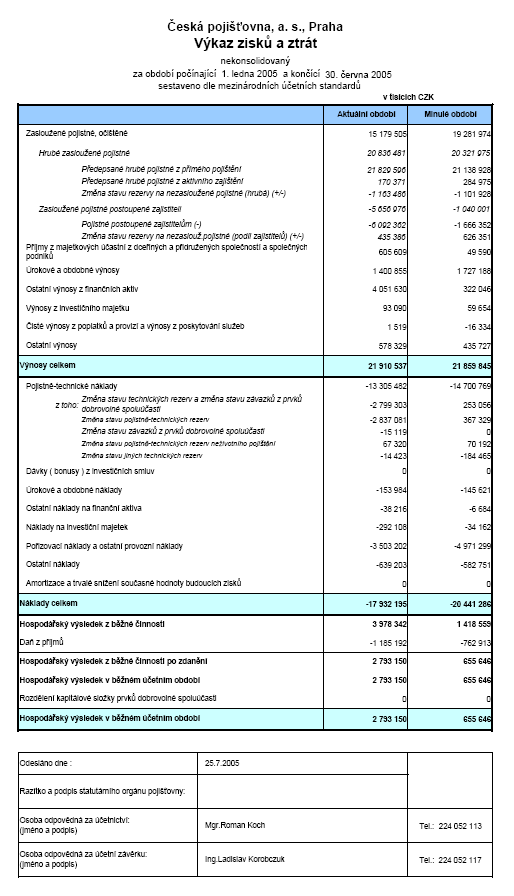 Česká pojišťovna, a. s., Praha
Výkaz zisků a ztrát
nekonsolidovaný
za období počínající 1. ledna 2005 a končící 30. června 2005
sestaveno dle mezinárodních účetních standardů
v tisících CZK
Aktuální období Minulé období
Zasloužené pojistné, očištěné 15 179 505 19 281 974
Hrubé zasloužené pojistné 20 836 481 20 321 975
Předepsané hrubé pojistné z přímého pojištění 21 829 596 21 138 928
Předepsané hrubé pojistné z aktivního zajištění 170 371 284 975
Změna stavu rezervy na nezasloužené pojistné (hrubá) (+/-) -1 163 486 -1 101 928
Zasloužené pojistné postoupené zajistiteli -5 656 976 -1 040 001
Pojistné postoupené zajistitelům (-) -6 092 362 -1 666 352
Změna stavu rezervy na nezaslouž.pojistné (podíl zajistitelů) (+/-) 435 386 626 351
Příjmy z majetkových účastní z dceřiných a přidružených společností a společných
podniků 605 609 49 590
Úrokové a obdobné výnosy 1 400 855 1 727 188
Ostatní výnosy z finančních aktiv 4 051 630 322 046
Výnosy z investičního majetku 93 090 59 654
Čisté výnosy z poplatků a provizí a výnosy z poskytování služeb 1 519 -16 334
Ostatní výnosy 578 329 435 727
Výnosy celkem 21 910 537 21 859 845
Pojistně-technické náklady -13 305 482 -14 700 769
z toho: Změna stavu technických rezerv a změna stavu závazků z prvků
dobrovolné spoluúčasti -2 799 303 253 056
Změna stavu pojistně-technických rezerv -2 837 081 367 329
Změna stavu závazků z prvků dobrovolné spoluúčasti -15 119 0
Změna stavu pojistně-technických rezerv neživotního pojištění 67 320 70 192
Změna stavu jiných technických rezerv -14 423 -184 465
Dávky ( bonusy ) z investičních smluv 0 0
Úrokové a obdobné náklady -153 984 -145 621
Ostatní náklady na finanční aktiva -38 216 -6 684
Náklady na investiční majetek -292 108 -34 162
Pořizovací náklady a ostatní provozní náklady -3 503 202 -4 971 299
Ostatní náklady -639 203 -582 751
Amortizace a trvalé snížení současné hodnoty budoucích zisků 0 0
Náklady celkem -17 932 195 -20 441 286
Hospodářský výsledek z běžné činnosti 3 978 342 1 418 559
Daň z příjmů -1 185 192 -762 913
Hospodářský výsledek z běžné činnosti po zdanění 2 793 150 655 646
Hospodářský výsledek v běžném účetním období 2 793 150 655 646
Rozdělení kapitálové složky prvků dobrovolné spoluúčasti 0 0
Hospodářský výsledek v běžném účetním období 2 793 150 655 646
Odesláno dne : 25.7.2005
Razítko a podpis statutárního orgánu pojišťovny:
Osoba odpovědná za účetnictví:
(jméno a podpis) Mgr.Roman Koch Tel.: 224 052 113
Osoba odpovědná za účetní závěrku:
(jméno a podpis) Ing.Ladislav Korobczuk Tel.: 224 052 117